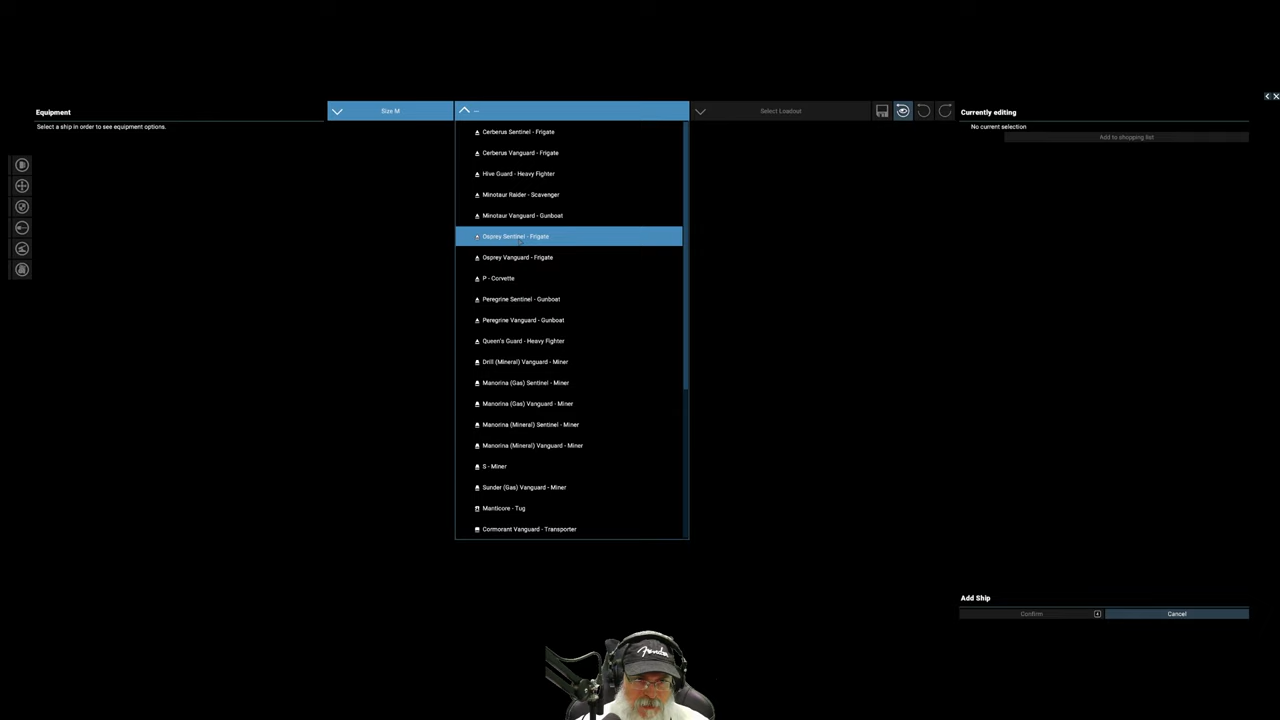 Equipment
Select a ship in order to see equipment options.
Size M
--
Select Loadout
Cerberus Sentinel - Frigate
Cerberus Vanguard - Frigate
Hive Guard - Heavy Fighter
Minotaur Raider - Scavenger
Minotaur Vanguard - Gunboat
Osprey Sentinel - Frigate
Osprey Vanguard - Frigate
P - Corvette
Peregrine Sentinel - Gunboat
Peregrine Vanguard - Gunboat
Queen's Guard - Heavy Fighter
Drill (Mineral) Vanguard - Miner
Manorina (Gas) Sentinel - Miner
Manorina (Gas) Vanguard - Miner
Manorina (Mineral) Sentinel - Miner
Manorina (Mineral) Vanguard - Miner
S - Miner
Sunder (Gas) Vanguard - Miner
Manticore - Tug
Cormorant Vanguard - Transporter
Currently editing
No current selection
Add to shopping list
Add Ship
Confirm
Cancel
Fender